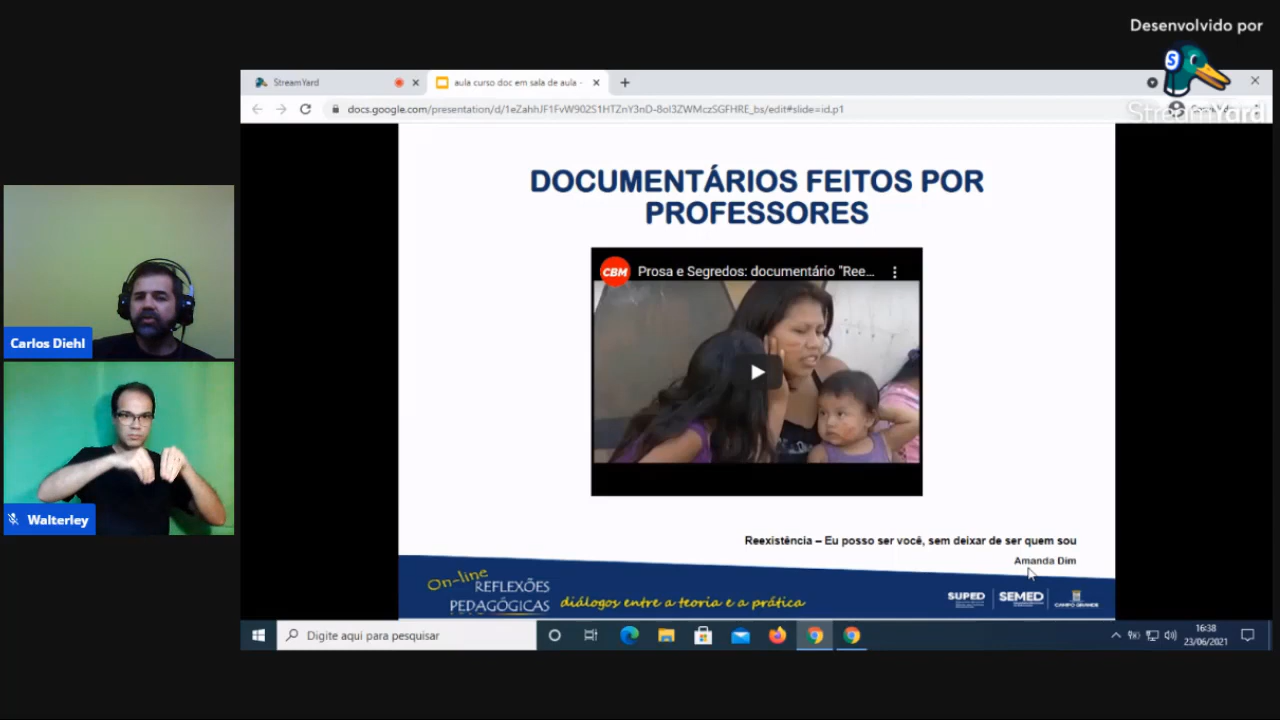 Desenvolvido por
StreamYard
StreamYard
aula curso doc em sala de aula -
docs.google.com/presentation/d/1eZahhJF1FvW902S1HTZnY3nD-8oI3ZWMczSGFHRE_bs/edit#slide=id.p1
DOCUMENTÁRIOS FEITOS POR
PROFESSORES
CBM
Prosa e Segredos: documentário "Ree...
Carlos Diehl
Walterley
Reexistência – Eu posso ser você, sem deixar de ser quem sou
Amanda Dim
On-line
REFLEXÕES
PEDAGÓGICAS
diálogos entre a teoria e a prática
SUPED
SEMED
CAMPO GRANDE
Digite aqui para pesquisar
16:38
23/06/2021